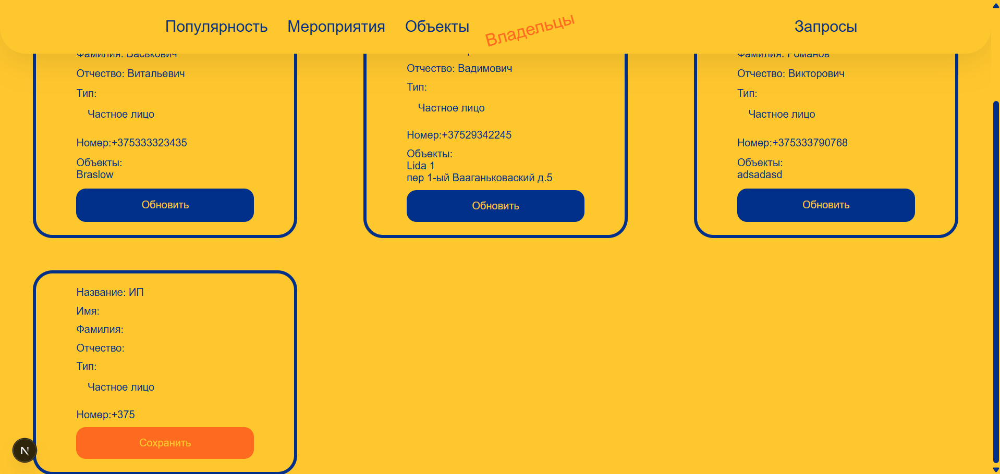 Популярность Мероприятия Объекты Владельцы Запросы
Фамилия: Васькович
Отчество: Витальевич
Тип:
Частное лицо
Номер:+375333323435
Объекты:
Braslow
Обновить
Отчество: Вадимович
Тип:
Частное лицо
Номер:+37529342245
Объекты:
Lida 1
пер 1-ый Вааганьковаский д.5
Обновить
Фамилия: Романов
Отчество: Викторович
Тип:
Частное лицо
Номер:+375333790768
Объекты:
adsadasd
Обновить
Название: ИП
Имя:
Фамилия:
Отчество:
Тип:
Частное лицо
Номер:+375
Сохранить
N